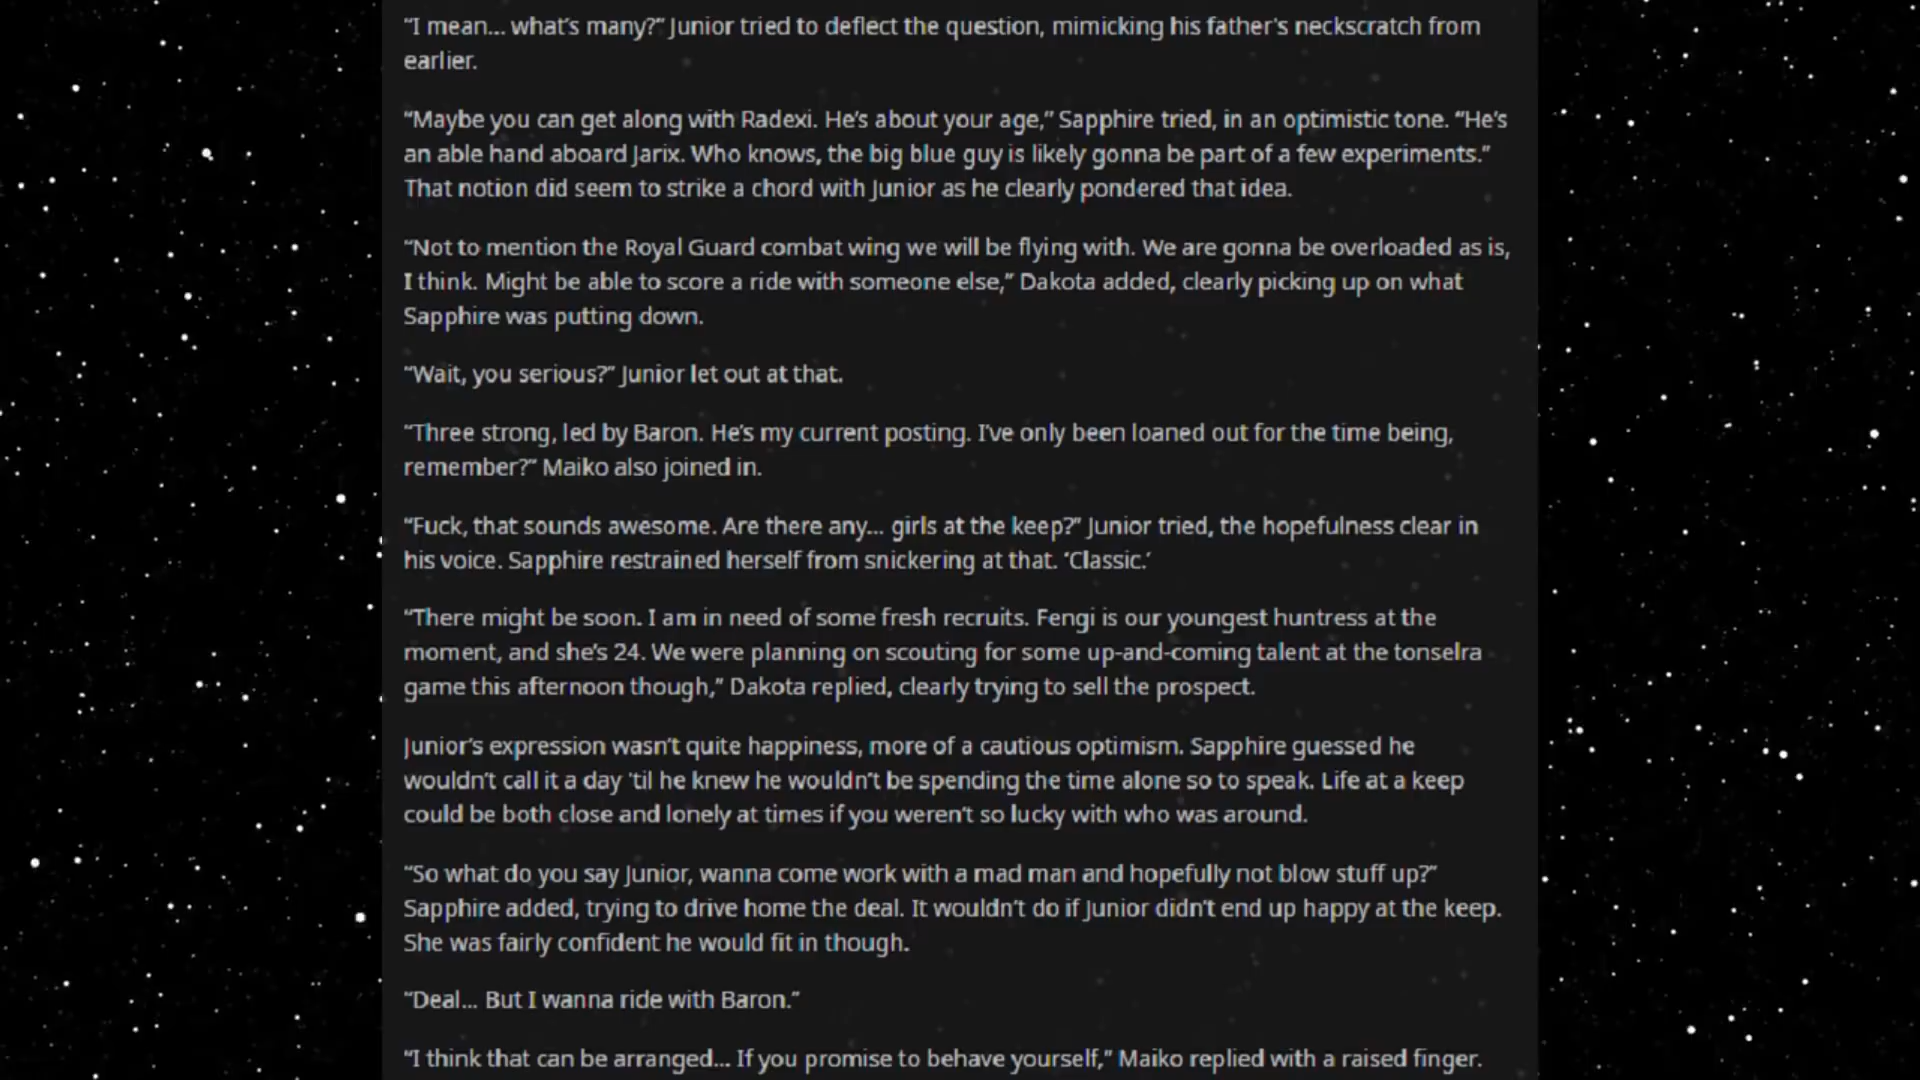 “I mean... what’s many?” Junior tried to deflect the question, mimicking his father’s neckscratch from
earlier.
“Maybe you can get along with Radexi. He’s about your age,” Sapphire tried, in an optimistic tone. “He’s
an able hand aboard Jarix. Who knows, the big blue guy is likely gonna be part of a few experiments.”
That notion did seem to strike a chord with Junior as he clearly pondered that idea.
“Not to mention the Royal Guard combat wing we will be flying with. We are gonna be overloaded as is,
I think. Might be able to score a ride with someone else,” Dakota added, clearly picking up on what
Sapphire was putting down.
“Wait, you serious?” Junior let out at that.
“Three strong, led by Baron. He’s my current posting. I’ve only been loaned out for the time being,
remember?” Maiko also joined in.
“Fuck, that sounds awesome. Are there any... girls at the keep?” Junior tried, the hopefulness clear in
his voice. Sapphire restrained herself from snickering at that. ‘Classic.’
“There might be soon. I am in need of some fresh recruits. Fengi is our youngest huntress at the
moment, and she’s 24. We were planning on scouting for some up-and-coming talent at the tonselra
game this afternoon though,” Dakota replied, clearly trying to sell the prospect.
Junior’s expression wasn’t quite happiness, more of a cautious optimism. Sapphire guessed he
wouldn’t call it a day ’til he knew he wouldn’t be spending the time alone so to speak. Life at a keep
could be both close and lonely at times if you weren’t so lucky with who was around.
“So what do you say Junior, wanna come work with a mad man and hopefully not blow stuff up?”
Sapphire added, trying to drive home the deal. It wouldn’t do if Junior didn’t end up happy at the keep.
She was fairly confident he would fit in though.
“Deal... But I wanna ride with Baron.”
“I think that can be arranged... If you promise to behave yourself,” Maiko replied with a raised finger.